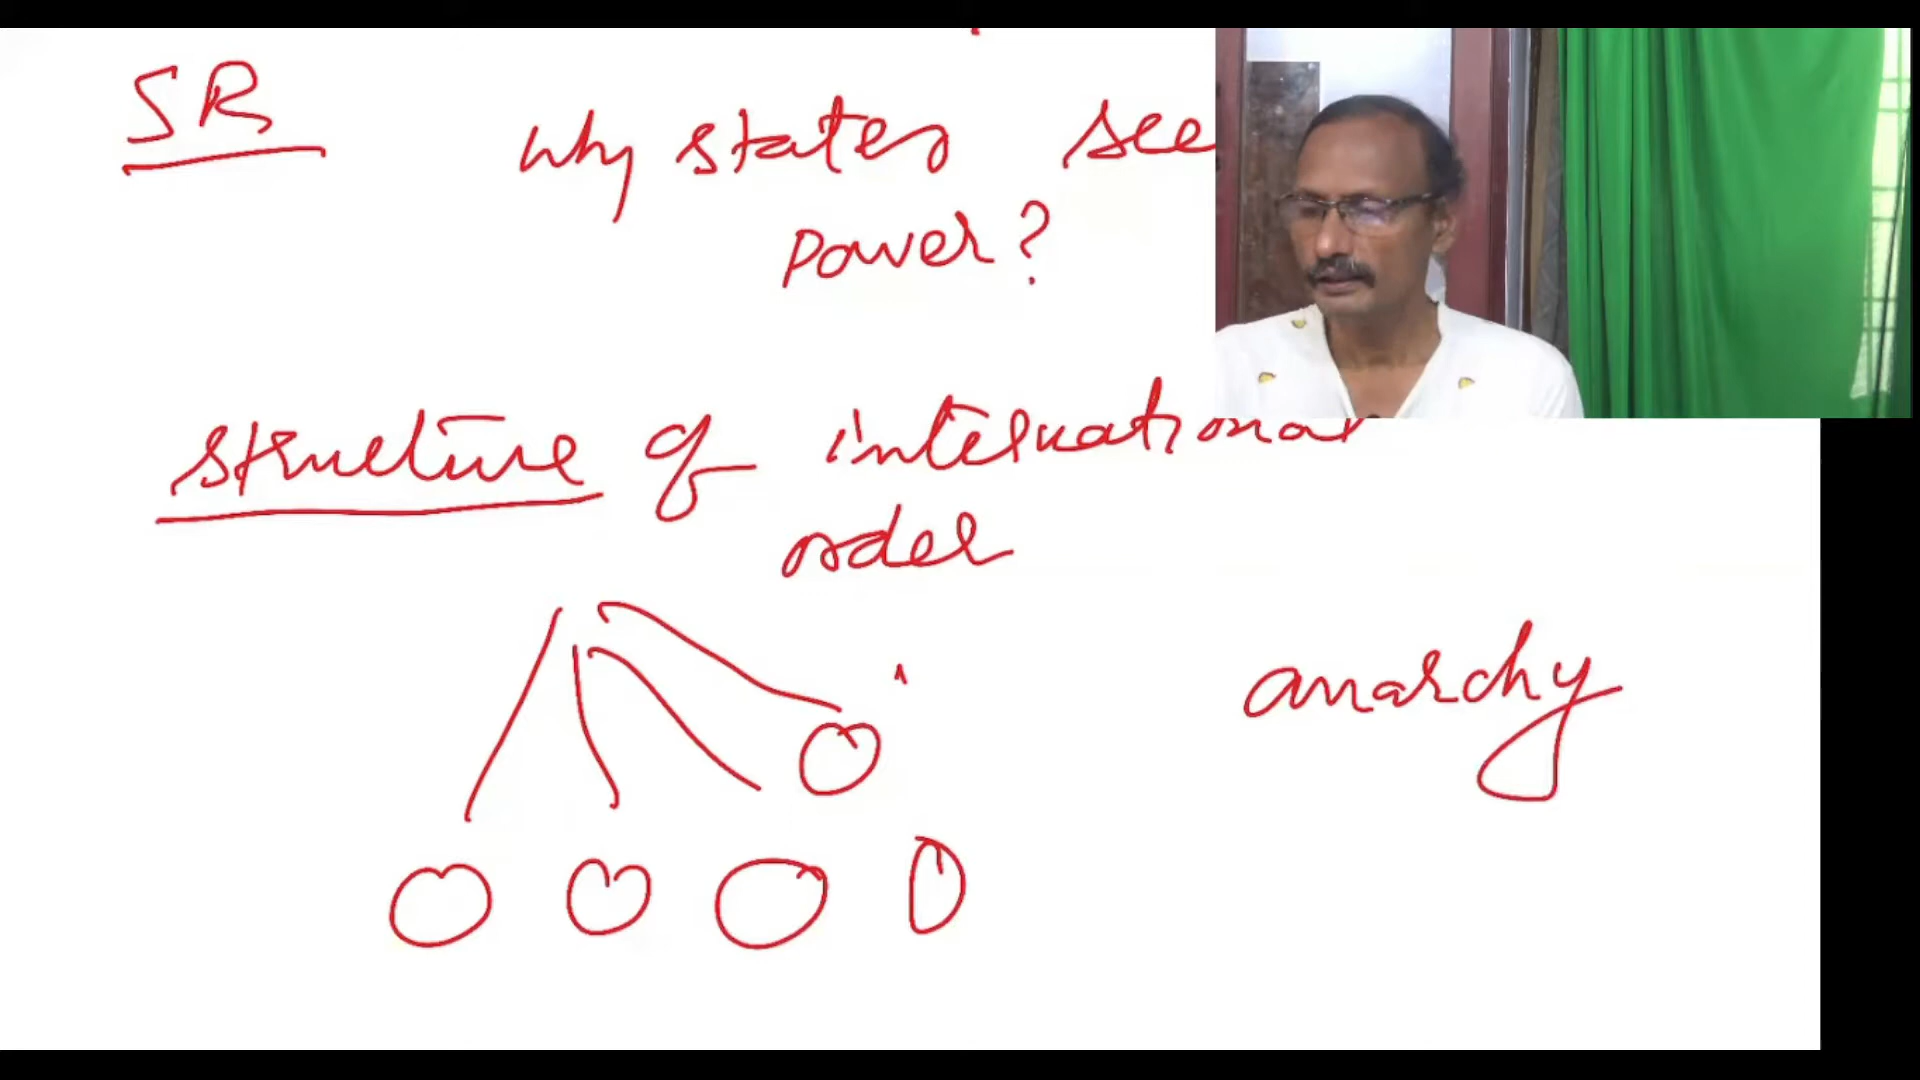 SR
why states see
power?
structure of international
order
anarchy